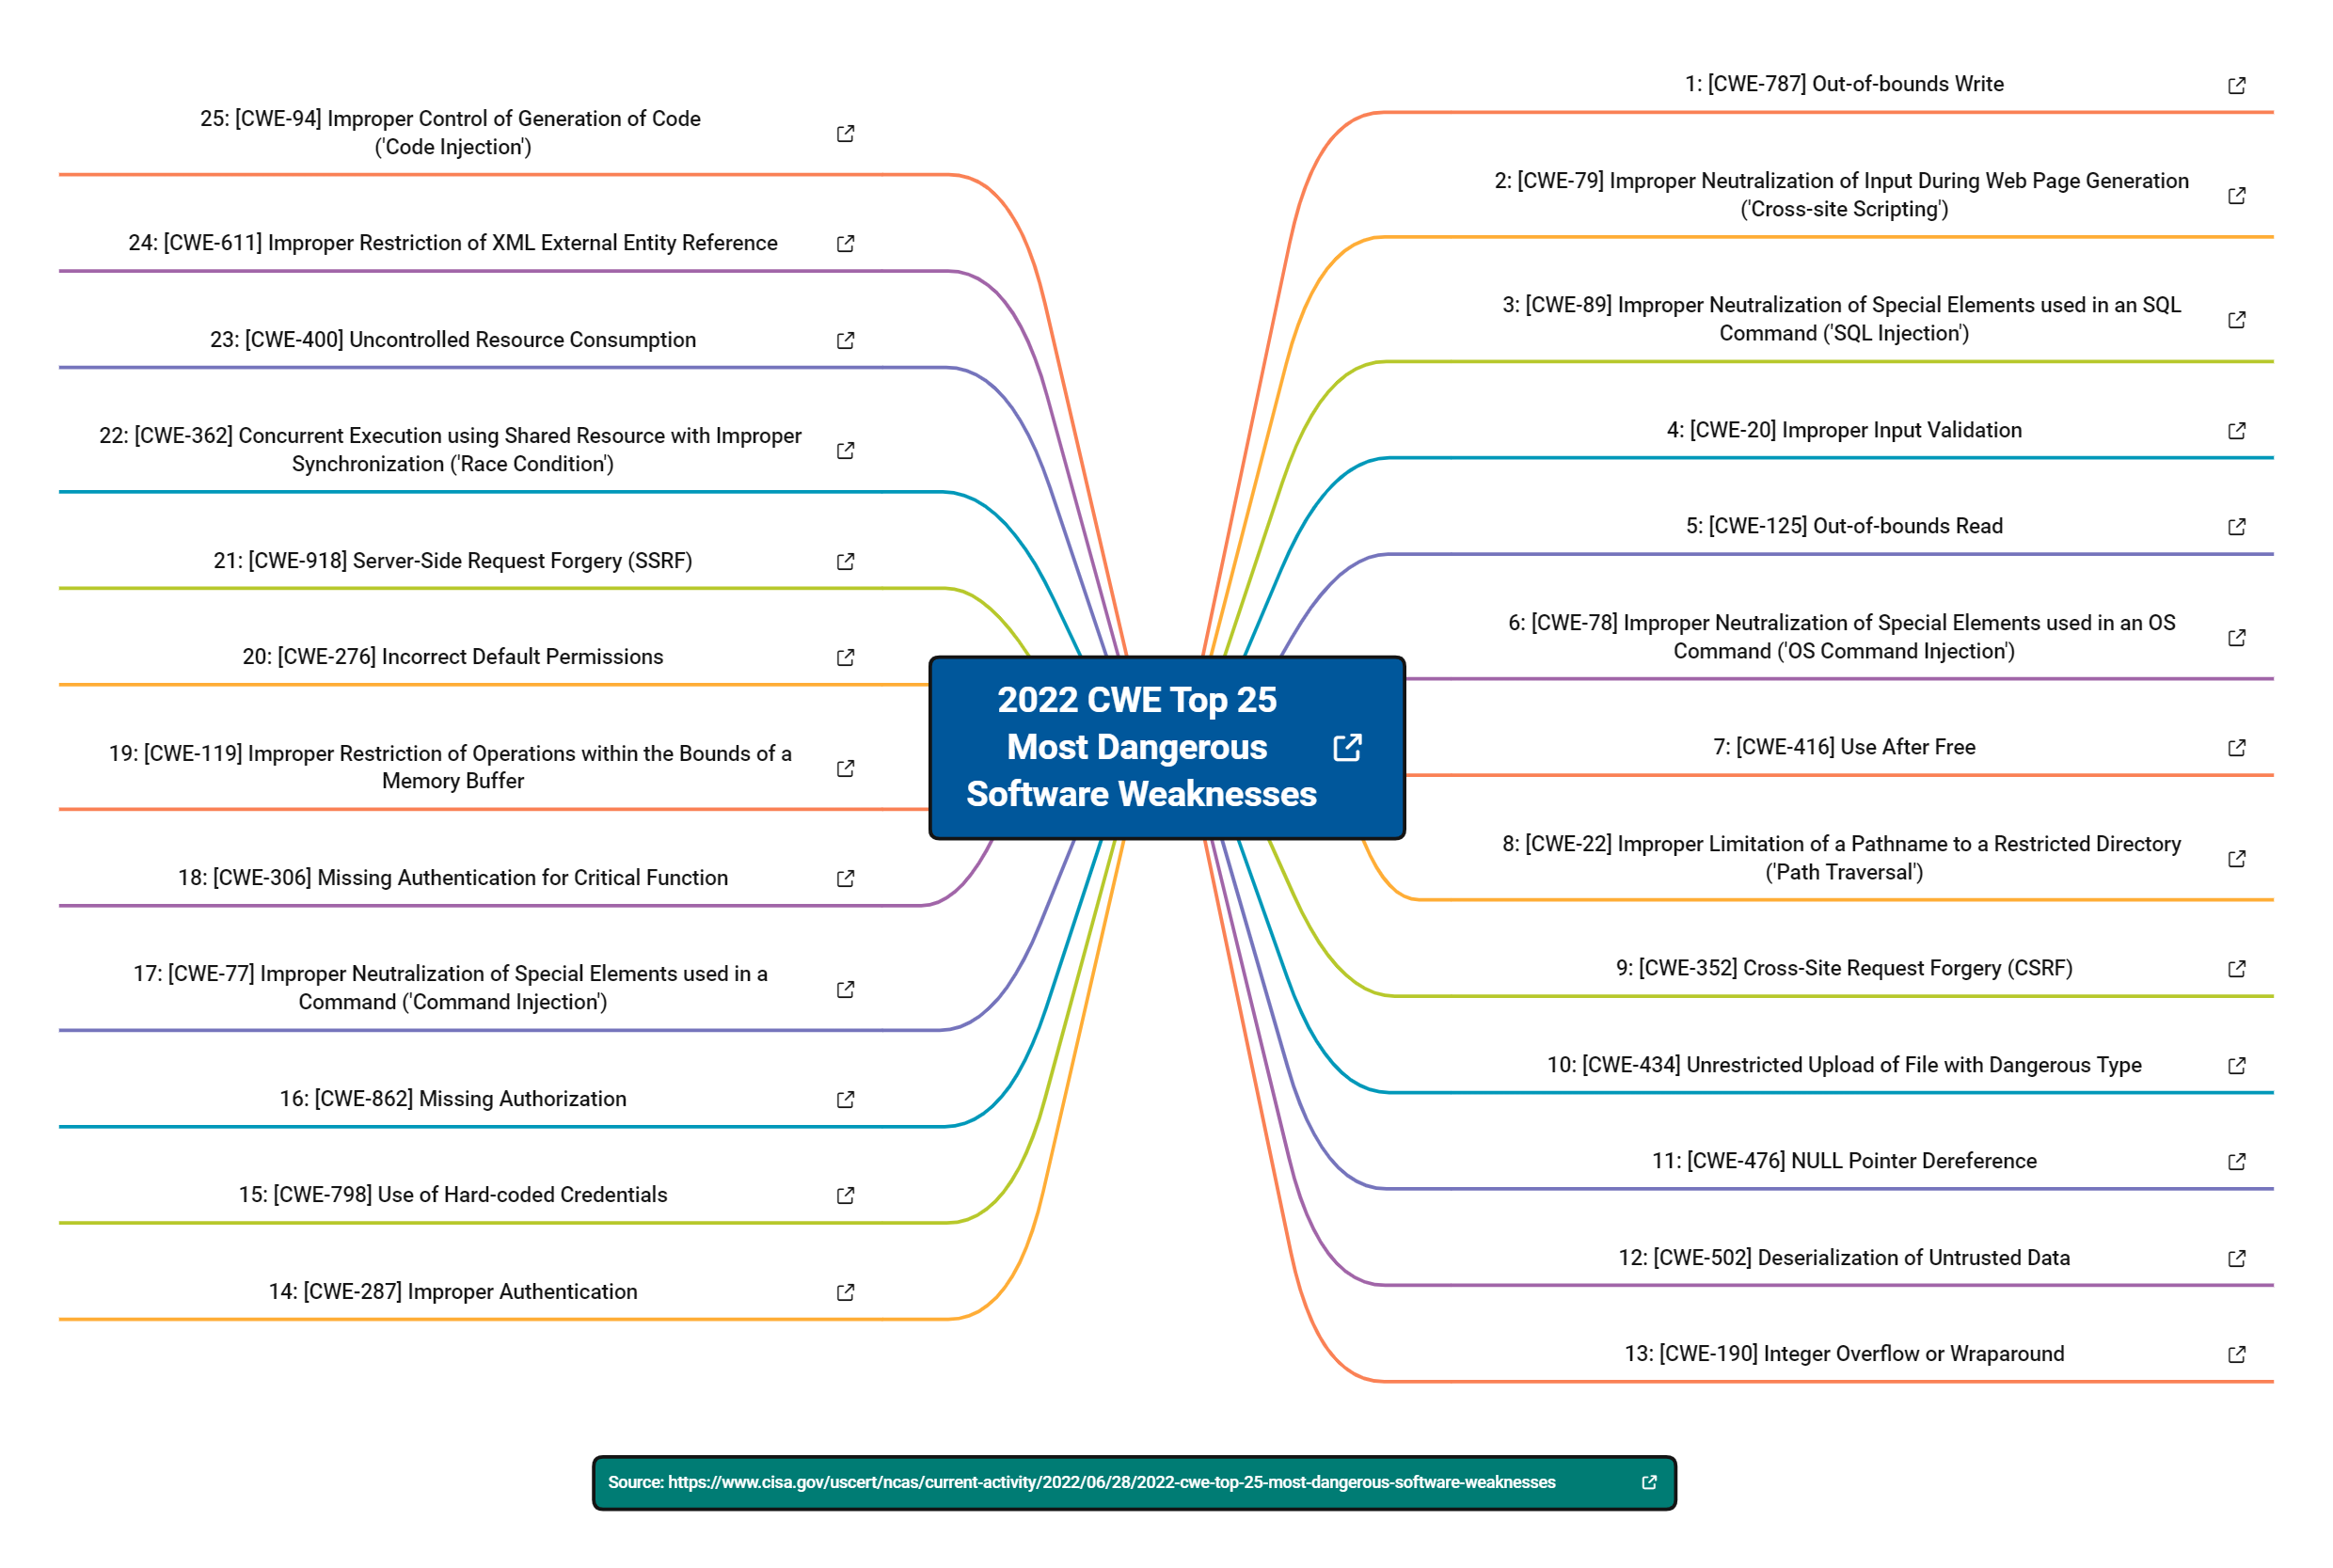 2022 CWE Top 25
Most Dangerous
Software Weaknesses
1: [CWE-787] Out-of-bounds Write
2: [CWE-79] Improper Neutralization of Input During Web Page Generation
('Cross-site Scripting')
3: [CWE-89] Improper Neutralization of Special Elements used in an SQL
Command ('SQL Injection')
4: [CWE-20] Improper Input Validation
5: [CWE-125] Out-of-bounds Read
6: [CWE-78] Improper Neutralization of Special Elements used in an OS
Command ('OS Command Injection')
7: [CWE-416] Use After Free
8: [CWE-22] Improper Limitation of a Pathname to a Restricted Directory
('Path Traversal')
9: [CWE-352] Cross-Site Request Forgery (CSRF)
10: [CWE-434] Unrestricted Upload of File with Dangerous Type
11: [CWE-476] NULL Pointer Dereference
12: [CWE-502] Deserialization of Untrusted Data
13: [CWE-190] Integer Overflow or Wraparound
14: [CWE-287] Improper Authentication
15: [CWE-798] Use of Hard-coded Credentials
16: [CWE-862] Missing Authorization
17: [CWE-77] Improper Neutralization of Special Elements used in a
Command ('Command Injection')
18: [CWE-306] Missing Authentication for Critical Function
19: [CWE-119] Improper Restriction of Operations within the Bounds of a
Memory Buffer
20: [CWE-276] Incorrect Default Permissions
21: [CWE-918] Server-Side Request Forgery (SSRF)
22: [CWE-362] Concurrent Execution using Shared Resource with Improper
Synchronization ('Race Condition')
23: [CWE-400] Uncontrolled Resource Consumption
24: [CWE-611] Improper Restriction of XML External Entity Reference
25: [CWE-94] Improper Control of Generation of Code
('Code Injection')
Source: https://www.cisa.gov/uscert/ncas/current-activity/2022/06/28/2022-cwe-top-25-most-dangerous-software-weaknesses